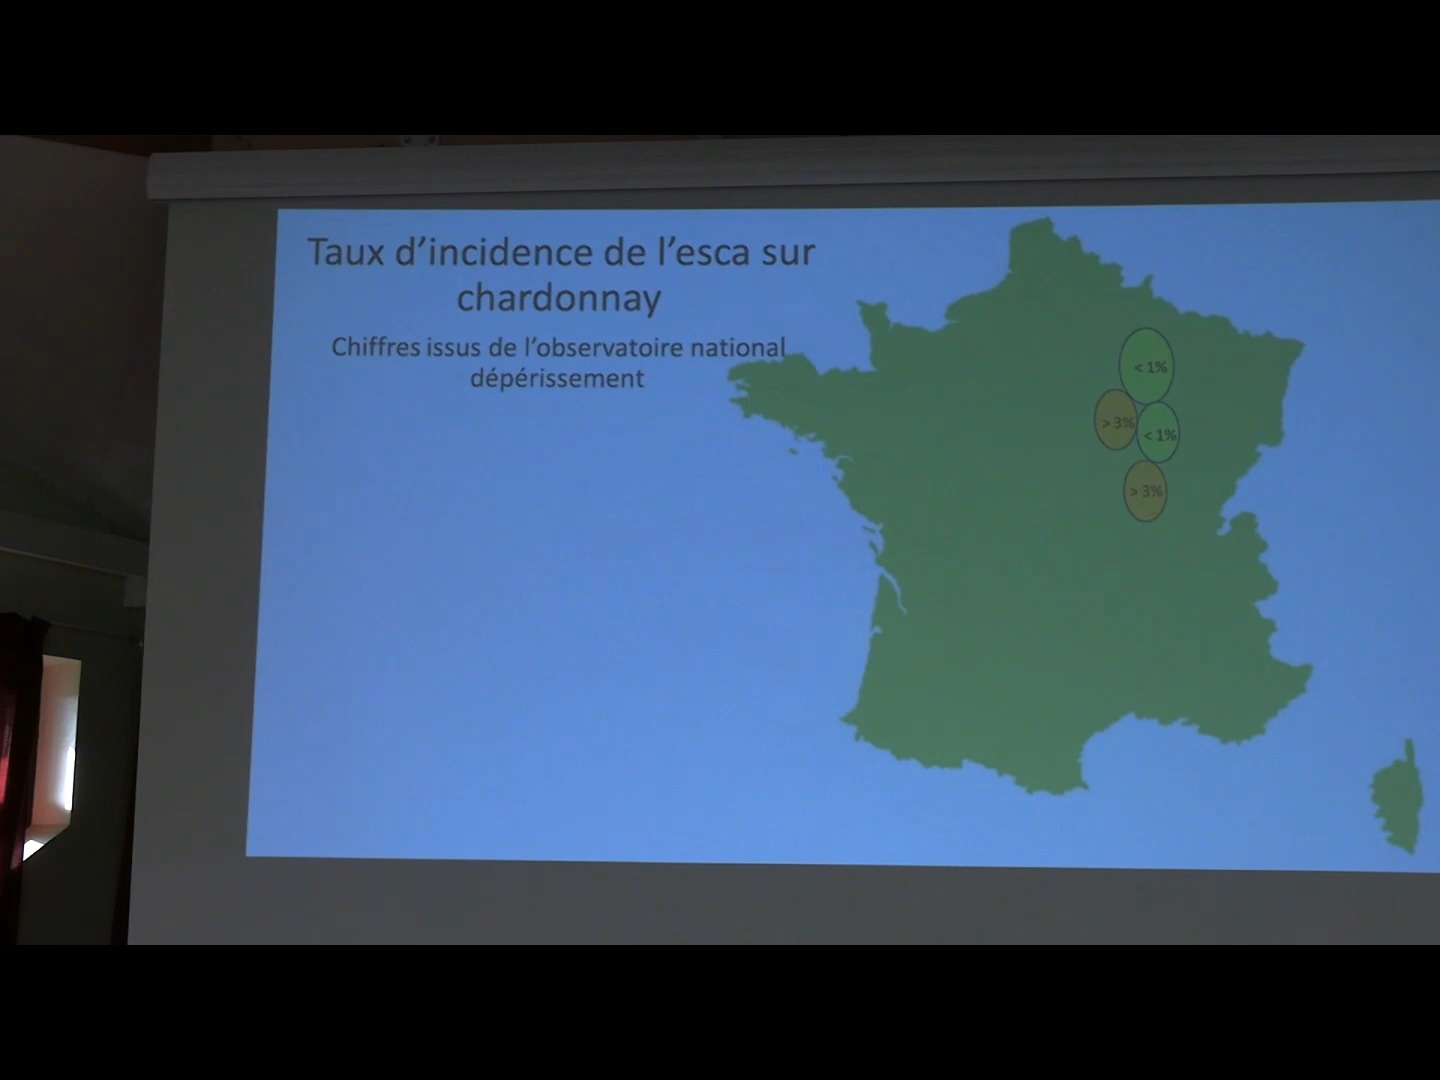 Taux d'incidence de l'esca sur
chardonnay
Chiffres issus de l'observatoire national
dépérissement
< 1%
> 3%
< 1%
> 3%